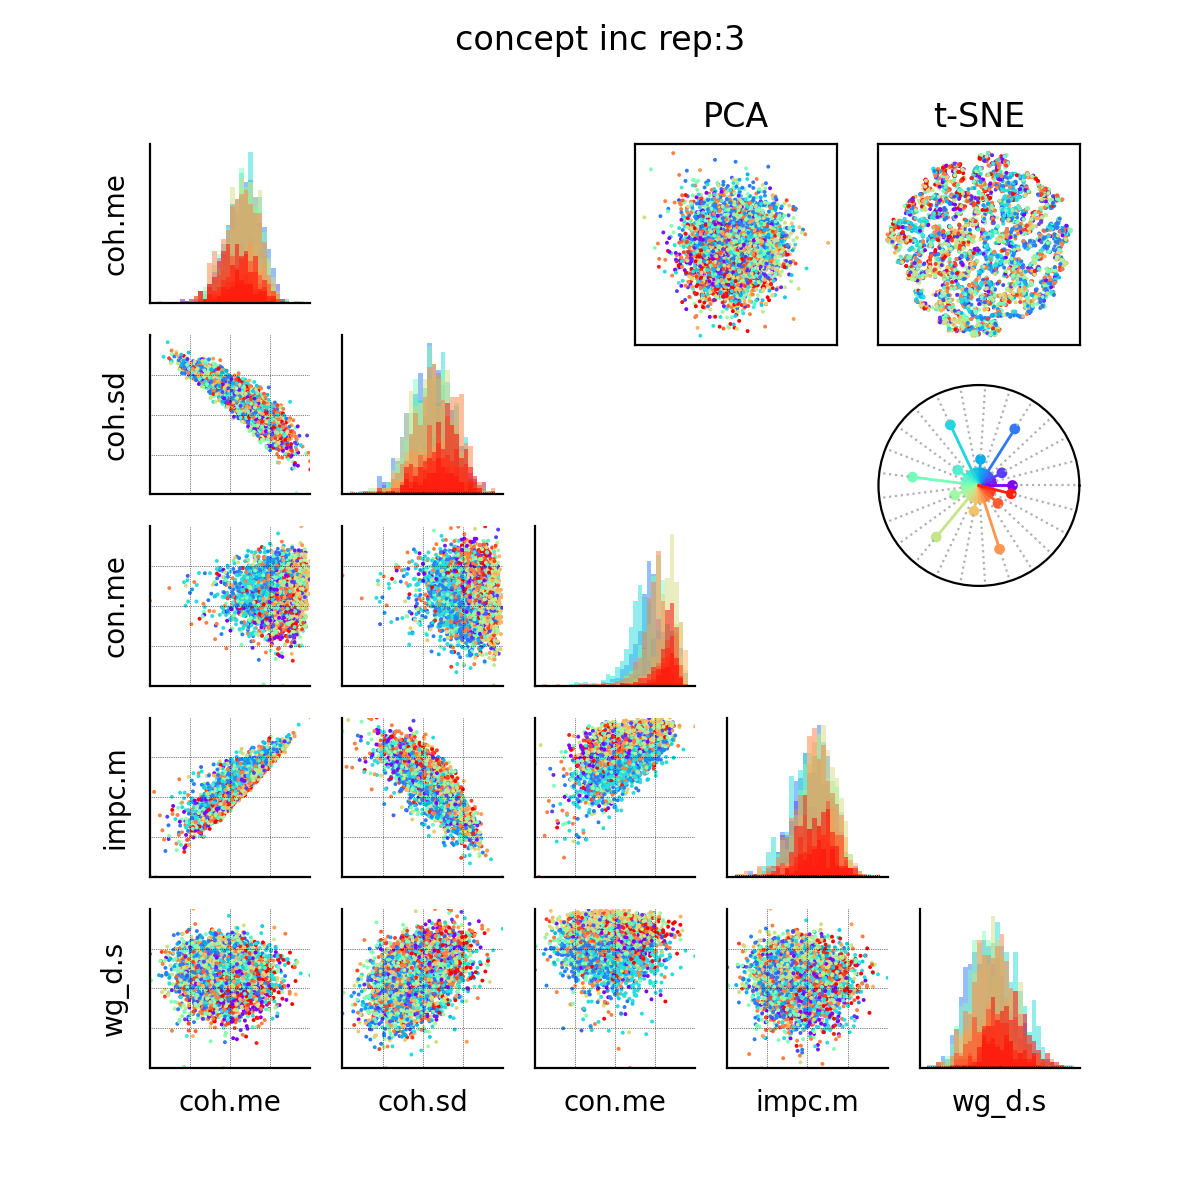 concept inc rep:3
PCA
t-SNE
coh.me
coh.sd
con.me
impc.m
wg_d.s
coh.me
coh.sd
con.me
impc.m
wg_d.s